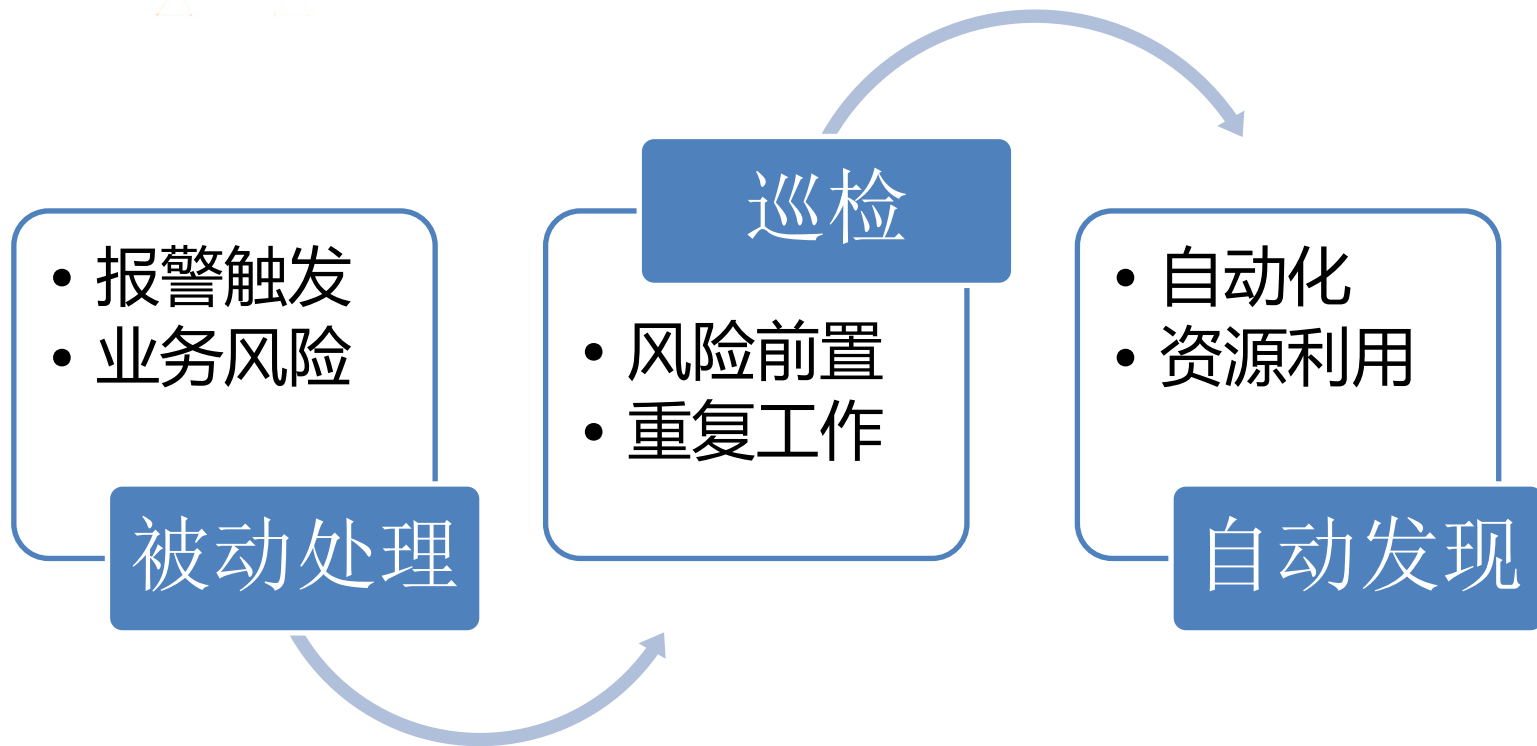 • 报警触发
• 业务风险
被动处理
巡检
• 风险前置
• 重复工作
• 自动化
• 资源利用
自动发现